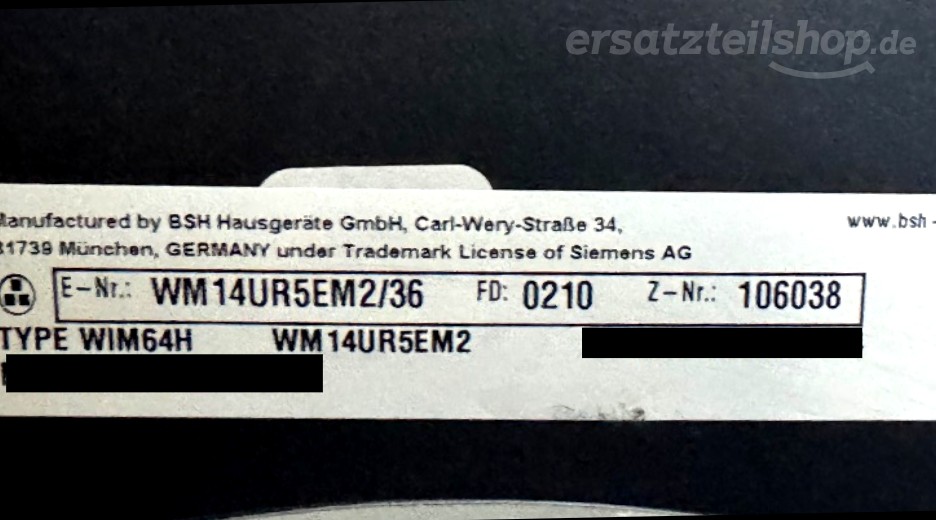 ersatzteilshop.de
Manufactured by BSH Hausgeräte GmbH, Carl-Wery-Straße 34, www.bsh-
81739 München, GERMANY under Trademark License of Siemens AG
E-Nr.: WM14UR5EM2/36 FD: 0210 Z-Nr.: 106038
TYPE WIM64H WM14UR5EM2